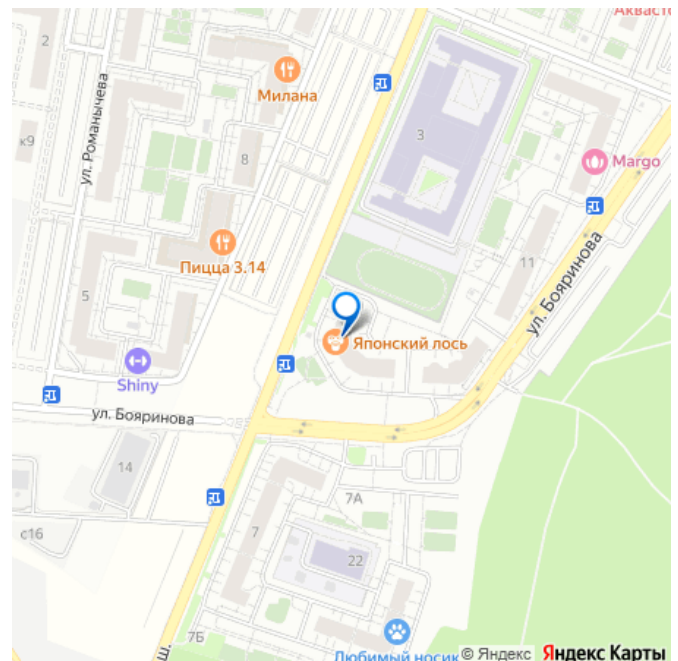 Аквасто
2
Милана
к9
ул. Романычева
8
3
Margo
Пицца 3.14
11
5
ул. Бояринова
Японский лось
Shiny
ул. Бояринова
14
7А
7
с16
22
7Б
ш.
Любимый носик
© Яндекс Яндекс Карты